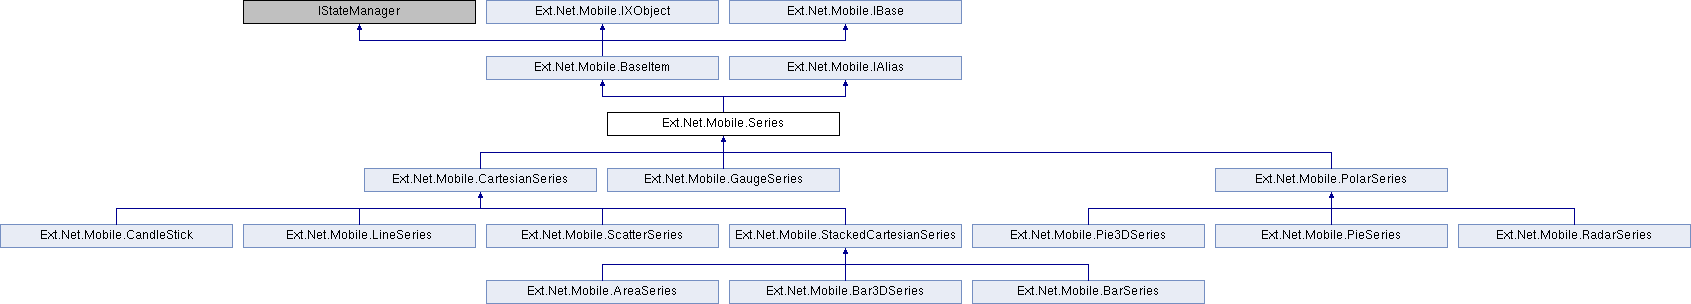 IStateManager
Ext.Net.Mobile.IXObject
Ext.Net.Mobile.IBase
Ext.Net.Mobile.BaseItem
Ext.Net.Mobile.IAlias
Ext.Net.Mobile.Series
Ext.Net.Mobile.CartesianSeries
Ext.Net.Mobile.GaugeSeries
Ext.Net.Mobile.PolarSeries
Ext.Net.Mobile.CandleStick
Ext.Net.Mobile.LineSeries
Ext.Net.Mobile.ScatterSeries
Ext.Net.Mobile.StackedCartesianSeries
Ext.Net.Mobile.Pie3DSeries
Ext.Net.Mobile.PieSeries
Ext.Net.Mobile.RadarSeries
Ext.Net.Mobile.AreaSeries
Ext.Net.Mobile.Bar3DSeries
Ext.Net.Mobile.BarSeries